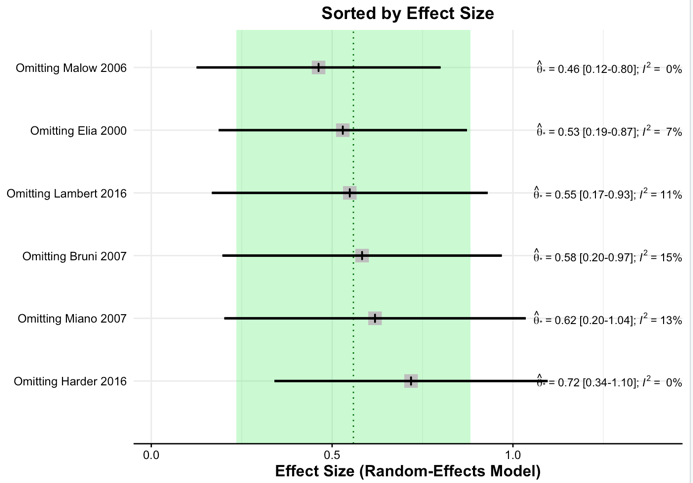 Sorted by Effect Size
Omitting Malow 2006 θ̂* = 0.46 [0.12-0.80]; I² = 0%
Omitting Elia 2000 θ̂* = 0.53 [0.19-0.87]; I² = 7%
Omitting Lambert 2016 θ̂* = 0.55 [0.17-0.93]; I² = 11%
Omitting Bruni 2007 θ̂* = 0.58 [0.20-0.97]; I² = 15%
Omitting Miano 2007 θ̂* = 0.62 [0.20-1.04]; I² = 13%
Omitting Harder 2016 θ̂* = 0.72 [0.34-1.10]; I² = 0%
0.0 0.5 1.0
Effect Size (Random-Effects Model)